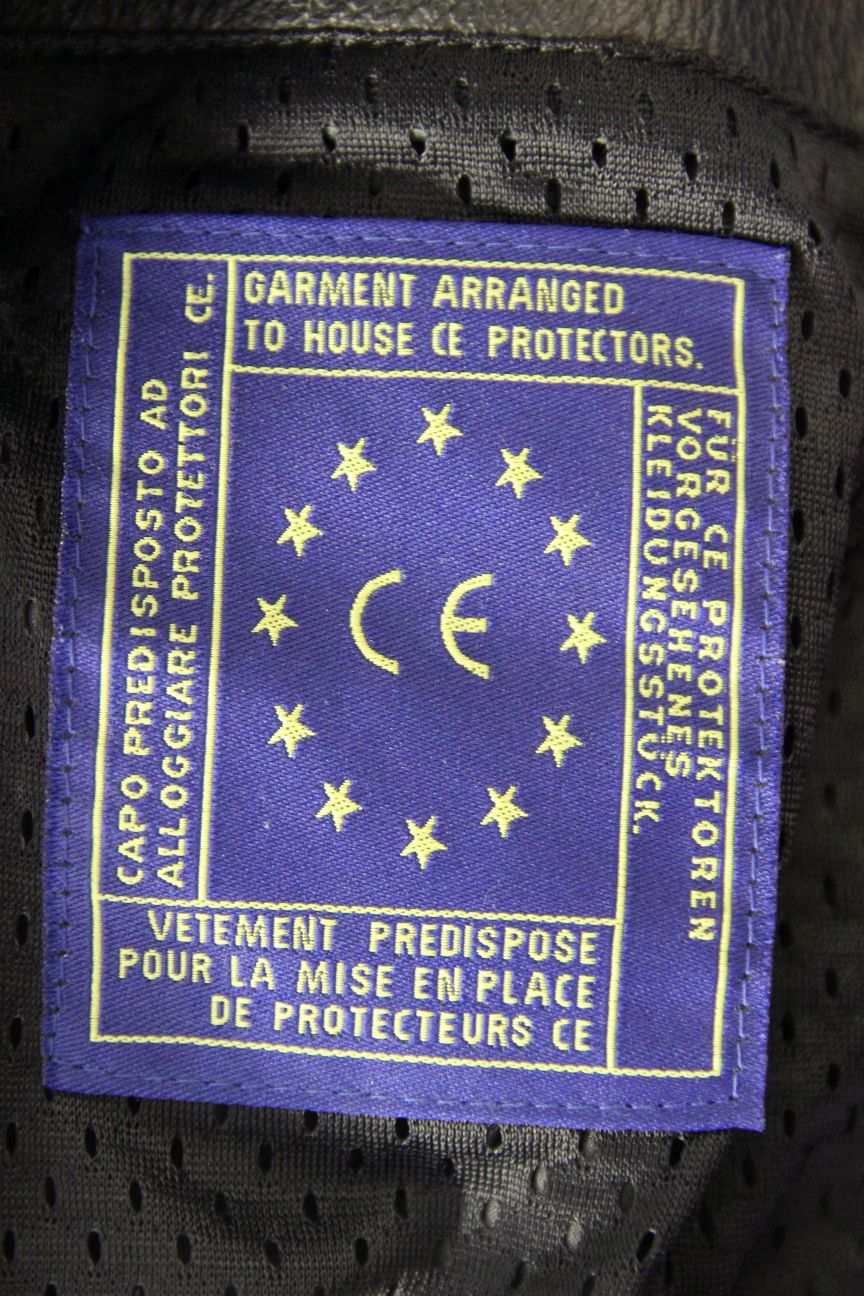 GARMENT ARRANGED
TO HOUSE CE PROTECTORS.
FÜR CE PROTEKTOREN
VORGESEHENES
KLEIDUNGSSTÜCK.
CE
CAPO PREDISPOSTO AD
ALLOGGIARE PROTETTORI CE.
VETEMENT PREDISPOSE
POUR LA MISE EN PLACE
DE PROTECTEURS CE